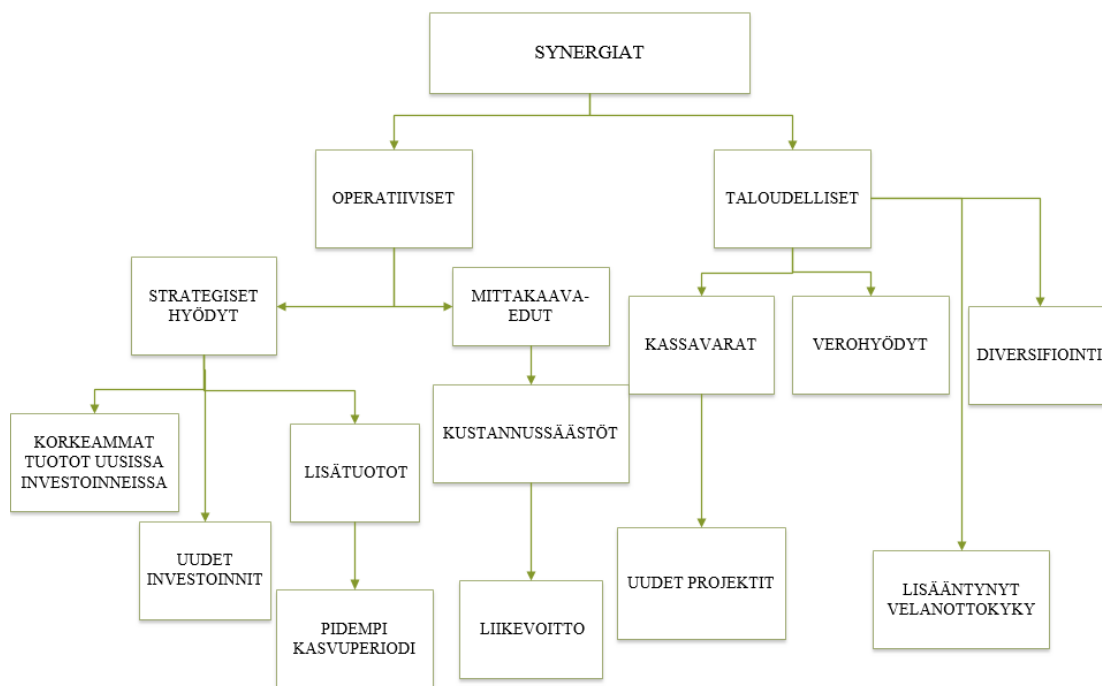 SYNERGIAT
OPERATIIVISET
TALOUDELLISET
STRATEGISET
HYÖDYT
MITTAKAAVA-
EDUT
KASSAVARAT
VEROHYÖDYT
DIVERSIFIOINTI
KORKEAMMAT
TUOTOT UUSISSA
INVESTOINNEISSA
LISÄTUOTOT
KUSTANNUSSÄÄSTÖT
UUDET
INVESTOINNIT
UUDET PROJEKTIT
LISÄÄNTYNYT
VELANOTTOKYKY
PIDEMPI
KASVUPERIODI
LIIKEVOITTO